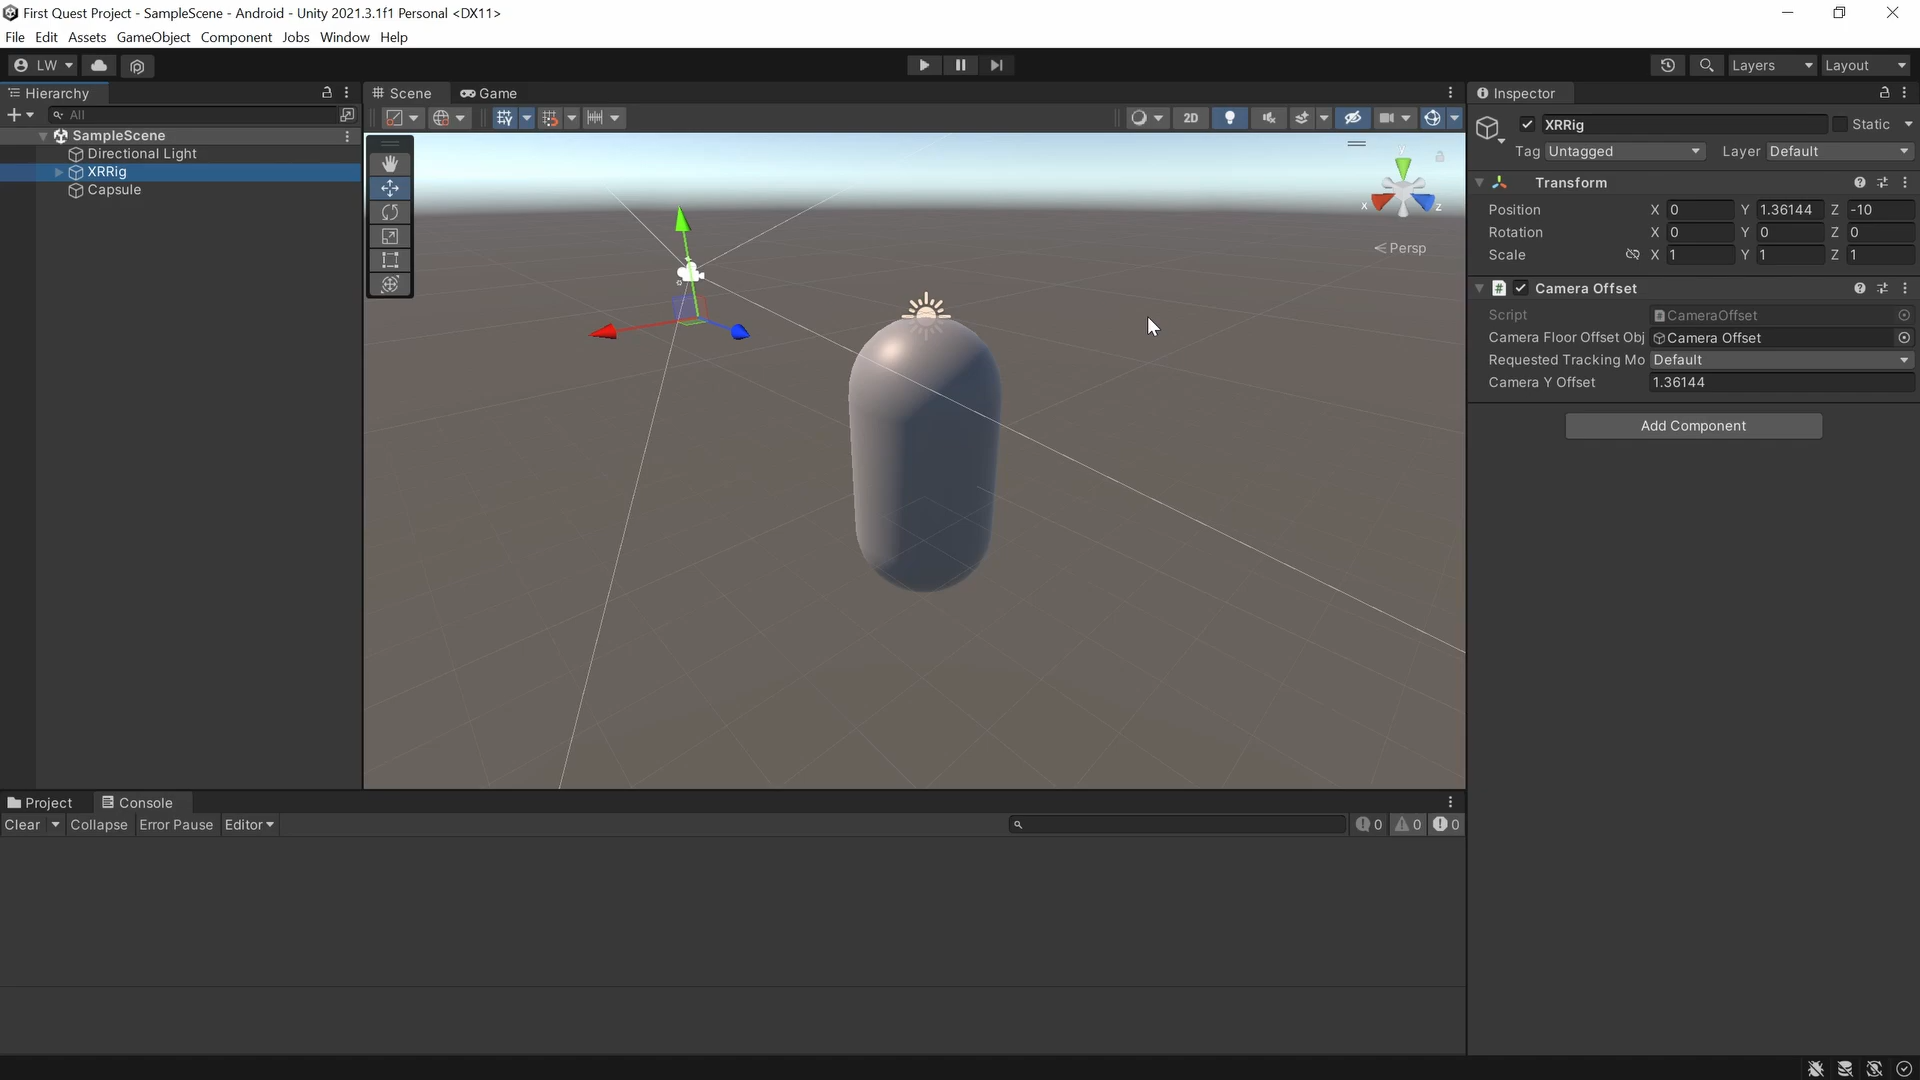 First Quest Project - SampleScene - Android - Unity 2021.3.1f1 Personal <DX11>
File Edit Assets GameObject Component Jobs Window Help
LW Layers Layout
Hierarchy
All
SampleScene
Directional Light
XRRig
Capsule
Scene Game
2D
Y
X Z
Persp
Inspector
XRRig Static
Tag Untagged Layer Default
Transform
Position X 0 Y 1.36144 Z -10
Rotation X 0 Y 0 Z 0
Scale X 1 Y 1 Z 1
# Camera Offset
Script # CameraOffset
Camera Floor Offset Obj Camera Offset
Requested Tracking Mo Default
Camera Y Offset 1.36144
Add Component
Project Console
Clear Collapse Error Pause Editor 0 0 0